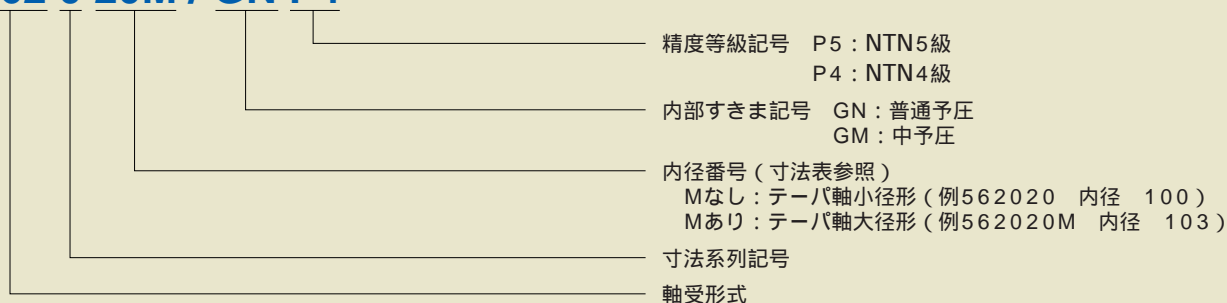 精度等級記号 P5:NTN5級
P4:NTN4級
内部すきま記号 GN:普通予圧
GM:中予圧
内径番号(寸法表参照)
Mなし:テーパ軸小径形(例562020 内径 100)
Mあり:テーパ軸大径形(例562020M 内径 103)
寸法系列記号
軸受形式